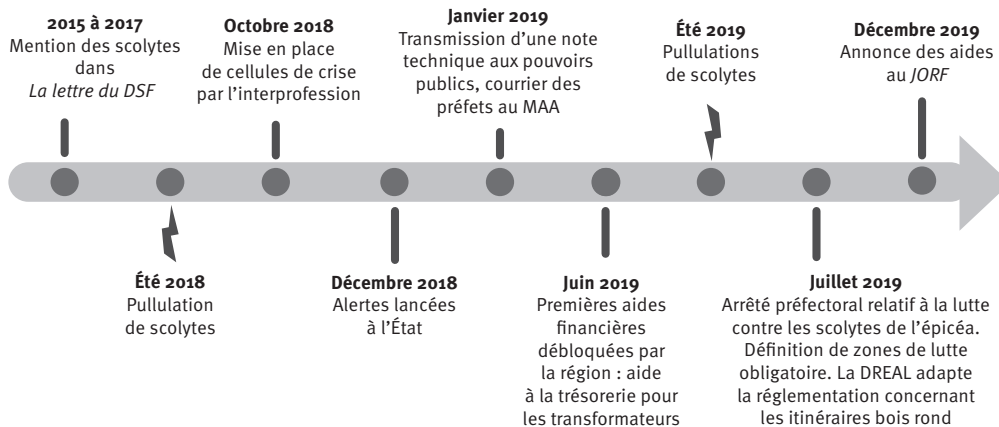 2015 à 2017
Mention des scolytes
dans
La lettre du DSF
Octobre 2018
Mise en place
de cellules de crise
par l’interprofession
Janvier 2019
Transmission d’une note
technique aux pouvoirs
publics, courrier des
préfets au MAA
Été 2019
Pullulations
de scolytes
Décembre 2019
Annonce des aides
au JORF
Été 2018
Pullulation
de scolytes
Décembre 2018
Alertes lancées
à l’État
Juin 2019
Premières aides
financières
débloquées par
la région : aide
à la trésorerie pour
les transformateurs
Juillet 2019
Arrêté préfectoral relatif à la lutte
contre les scolytes de l’épicéa.
Définition de zones de lutte
obligatoire. La DREAL adapte
la réglementation concernant
les itinéraires bois rond